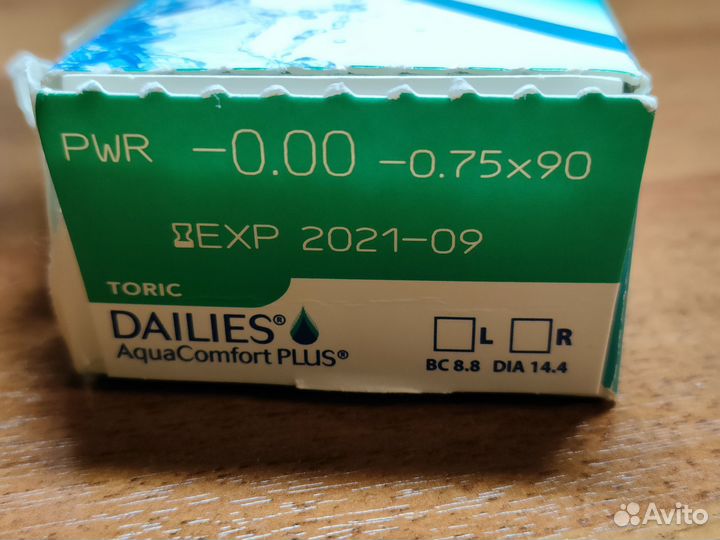 PWR -0.00 -0.75x90
EXP 2021-09
TORIC
DAILIES®
AquaComfort PLUS®
L R
BC 8.8 DIA 14.4
Avito